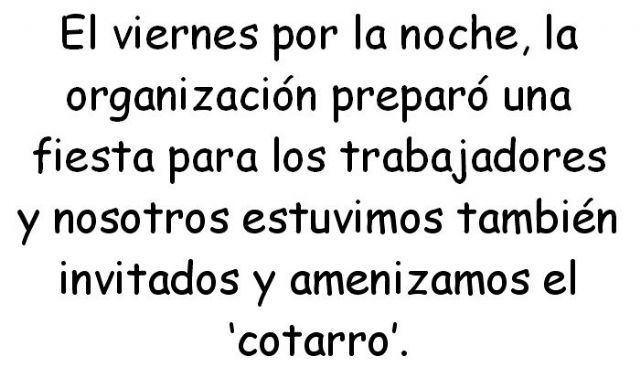 El viernes por la noche, la
organización preparó una
fiesta para los trabajadores
y nosotros estuvimos también
invitados y amenizamos el
‘cotarro’.